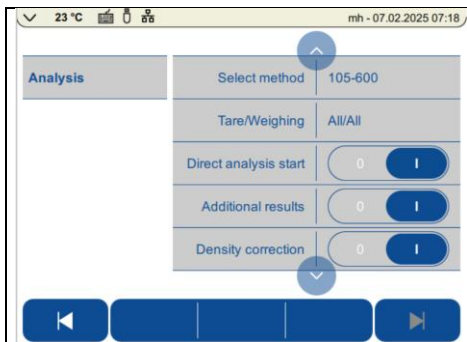 23 °C
mh - 07.02.2025 07:18
Analysis
Select method 105-600
Tare/Weighing All/All
Direct analysis start 0 I
Additional results 0 I
Density correction 0 I